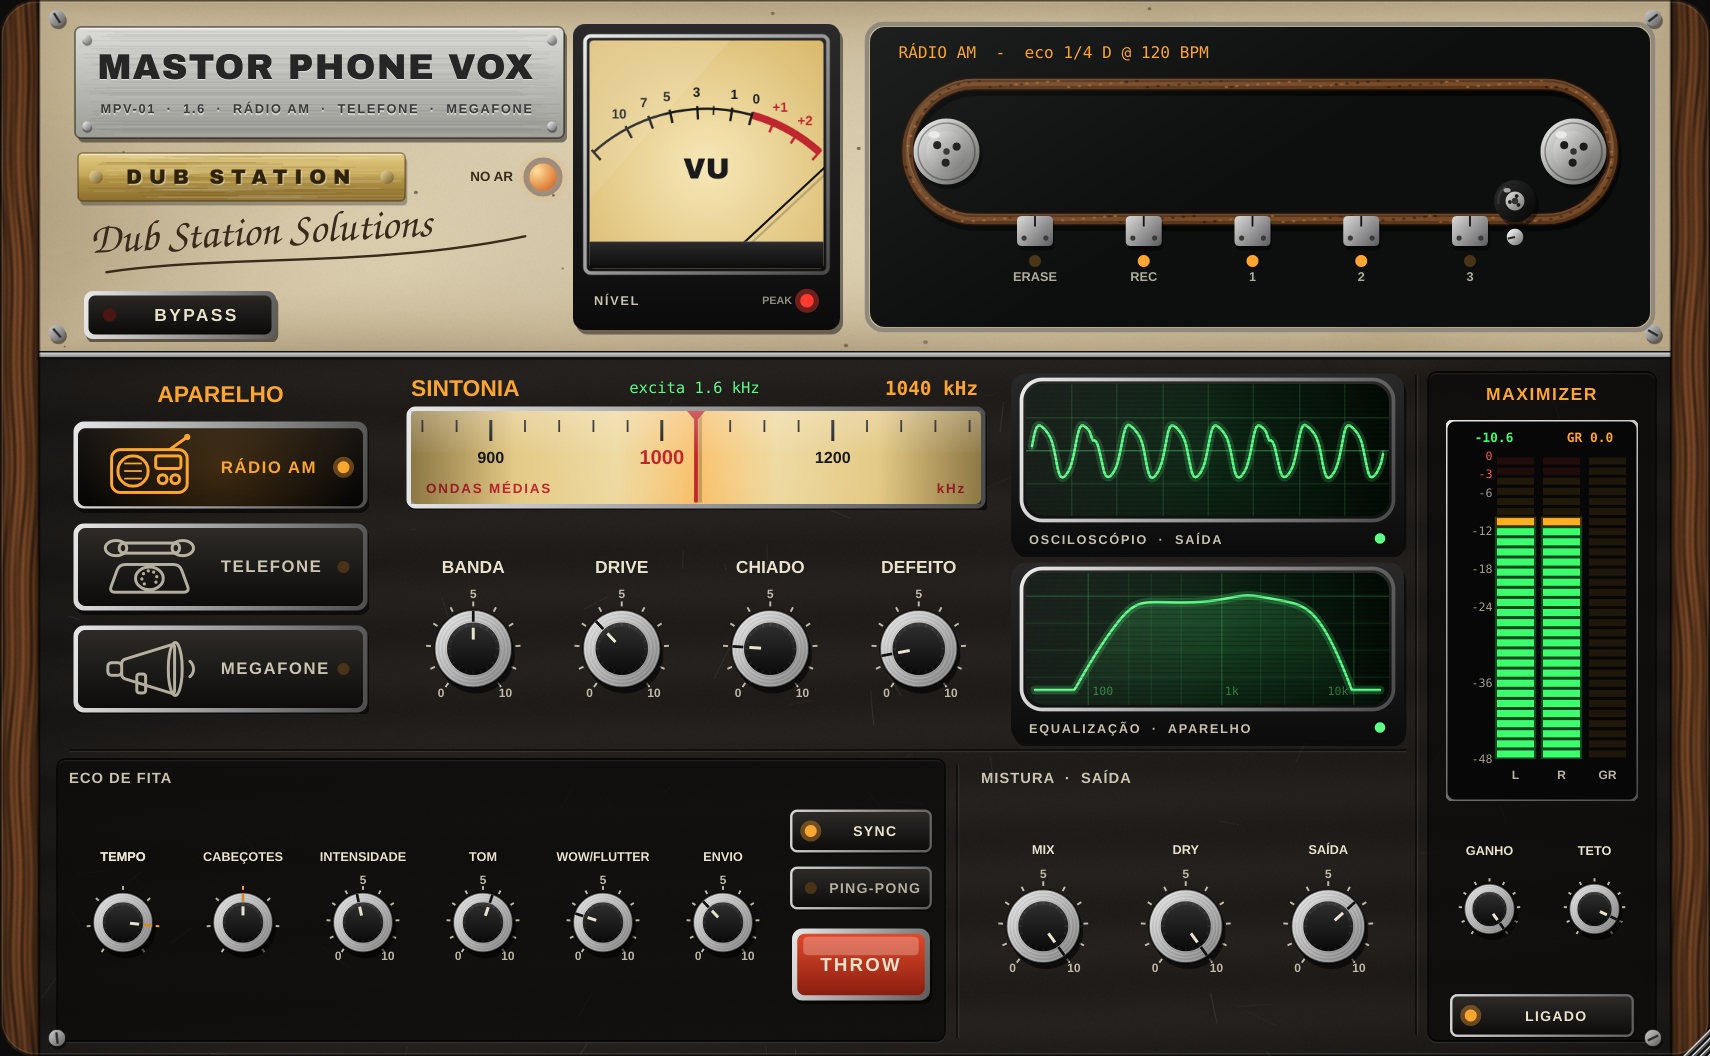 MASTOR PHONE VOX
MPV-01 · 1.6 · RÁDIO AM · TELEFONE · MEGAFONE
DUB STATION
NO AR
Dub Station Solutions
BYPASS
10 7 5 3 1 0 +1 +2
VU
NÍVEL
PEAK
RÁDIO AM - eco 1/4 D @ 120 BPM
ERASE REC 1 2 3
APARELHO
RÁDIO AM
TELEFONE
MEGAFONE
SINTONIA
excita 1.6 kHz
1040 kHz
900 1000 1200
ONDAS MÉDIAS
kHz
BANDA DRIVE CHIADO DEFEITO
5 5 5 5
0 10 0 10 0 10 0 10
OSCILOSCÓPIO · SAÍDA
100 1k 10k
EQUALIZAÇÃO · APARELHO
MAXIMIZER
-10.6 GR 0.0
0
-3
-6
-12
-18
-24
-36
-48
L R GR
GANHO TETO
LIGADO
ECO DE FITA
TEMPO CABEÇOTES INTENSIDADE TOM WOW/FLUTTER ENVIO
5 5 5 5
0 10 0 10 0 10 0 10
SYNC
PING-PONG
THROW
MISTURA · SAÍDA
MIX DRY SAÍDA
5 5 5
0 10 0 10 0 10